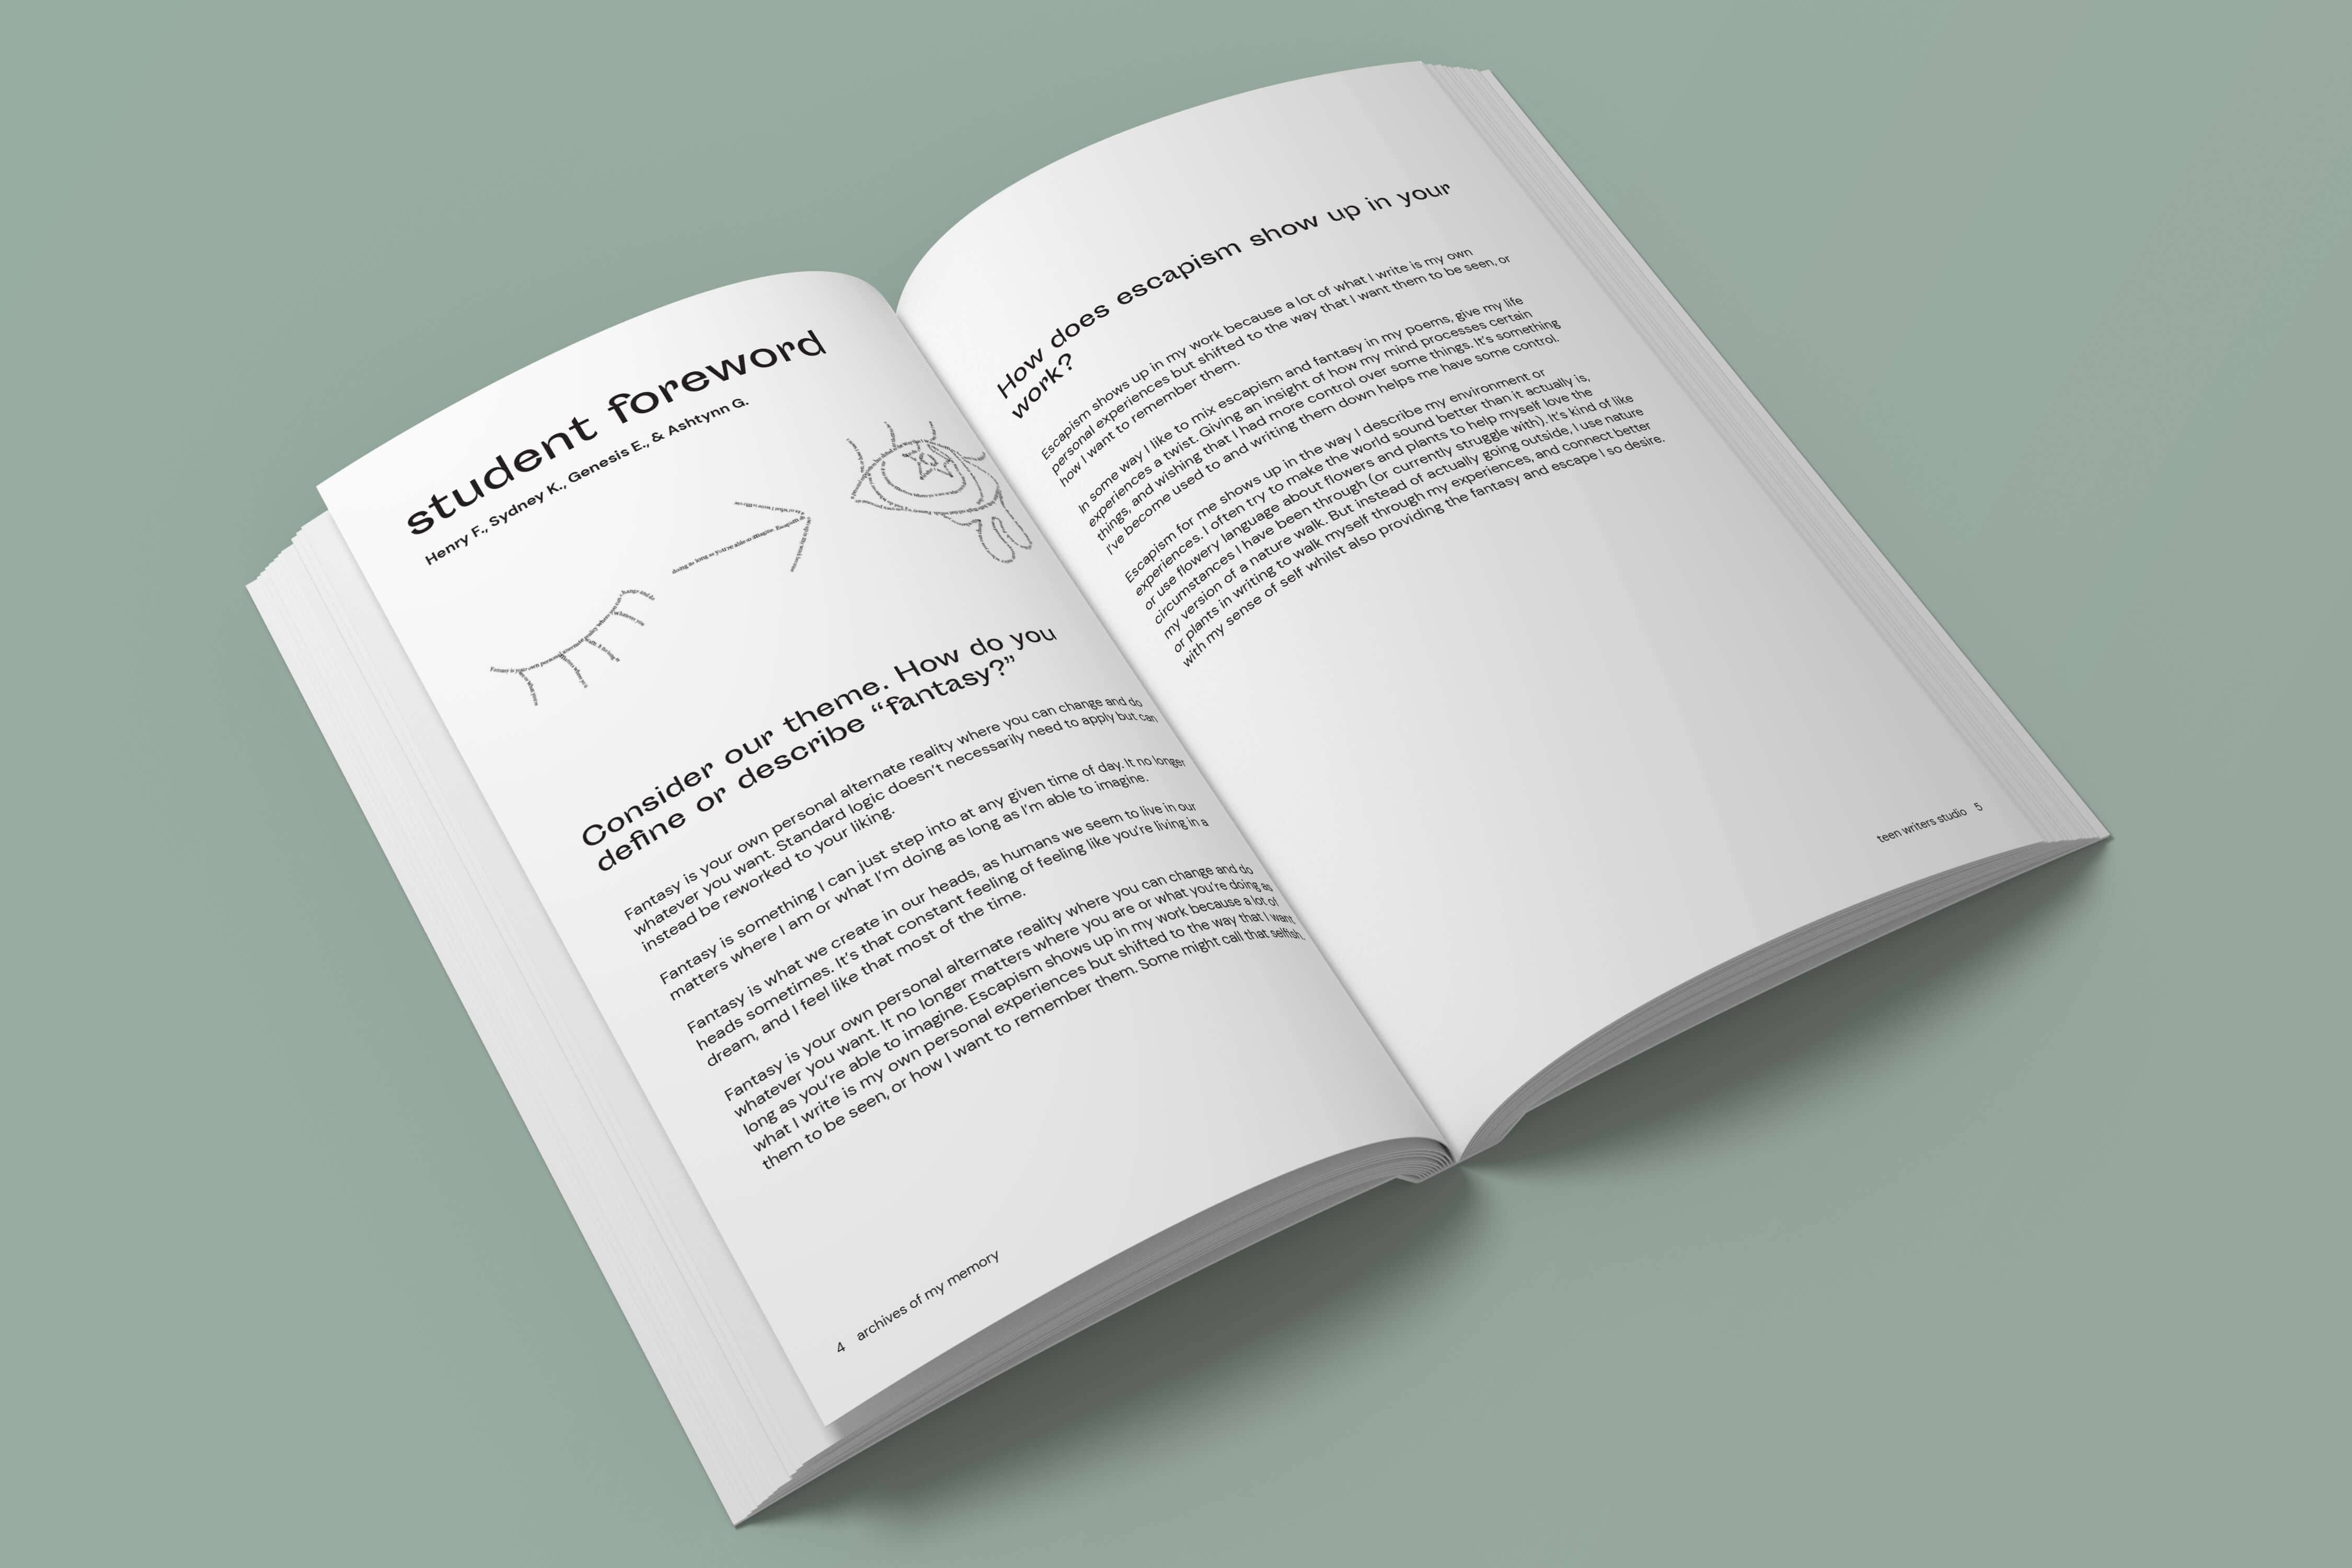 student foreword
Henry F., Sydney K., Genesis E., & Ashtynn G.
doing as long as you're able to imagine.
Fantasy is your own personal
Consider our theme. How do you
define or describe “fantasy?”
Fantasy is your own personal alternate reality where you can change and do
whatever you want. Standard logic doesn’t necessarily need to apply but can
instead be reworked to your liking.
Fantasy is something I can just step into at any given time of day. It no longer
matters where I am or what I’m doing as long as I’m able to imagine.
Fantasy is what we create in our heads, as humans we seem to live in our
heads sometimes. It’s that constant feeling of feeling like you’re living in a
dream, and I feel like that most of the time.
Fantasy is your own personal alternate reality where you can change and do
whatever you want. It no longer matters where you are or what you’re doing as
long as you’re able to imagine. Escapism shows up in my work because a lot of
what I write is my own personal experiences but shifted to the way that I want
them to be seen, or how I want to remember them. Some might call that selfish.
4 archives of my memory
How does escapism show up in your
work?
Escapism shows up in my work because a lot of what I write is my own
personal experiences but shifted to the way that I want them to be seen, or
how I want to remember them.
In some way I like to mix escapism and fantasy in my poems, give my life
experiences a twist. Giving an insight of how my mind processes certain
things, and wishing that I had more control over some things. It’s something
I’ve become used to and writing them down helps me have some control.
Escapism for me shows up in the way I describe my environment or
experiences. I often try to make the world sound better than it actually is,
or use flowery language about flowers and plants to help myself love the
circumstances I have been through (or currently struggle with). It’s kind of like
my version of a nature walk. But instead of actually going outside, I use nature
or plants in writing to walk myself through my experiences, and connect better
with my sense of self whilst also providing the fantasy and escape I so desire.
teen writers studio 5